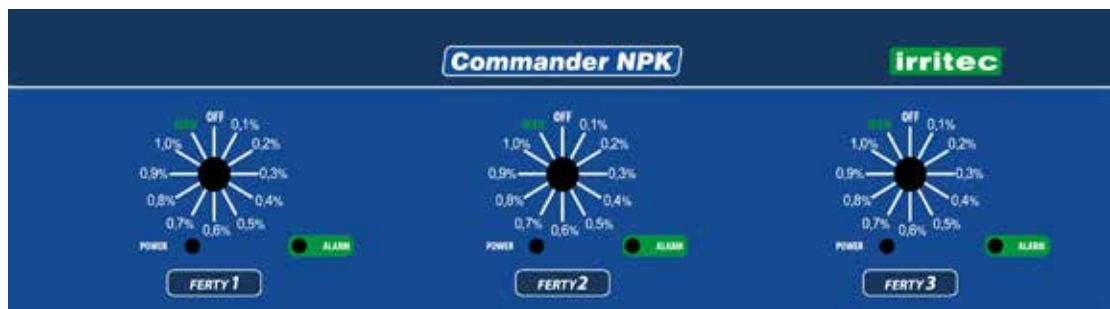 Commander NPK irritec
OFF 0,1% 0,2% 0,3% 0,4% 0,5% 0,6% 0,7% 0,8% 0,9% 1,0%
POWER ALARM
FERTY 1
OFF 0,1% 0,2% 0,3% 0,4% 0,5% 0,6% 0,7% 0,8% 0,9% 1,0%
POWER ALARM
FERTY 2
OFF 0,1% 0,2% 0,3% 0,4% 0,5% 0,6% 0,7% 0,8% 0,9% 1,0%
POWER ALARM
FERTY 3